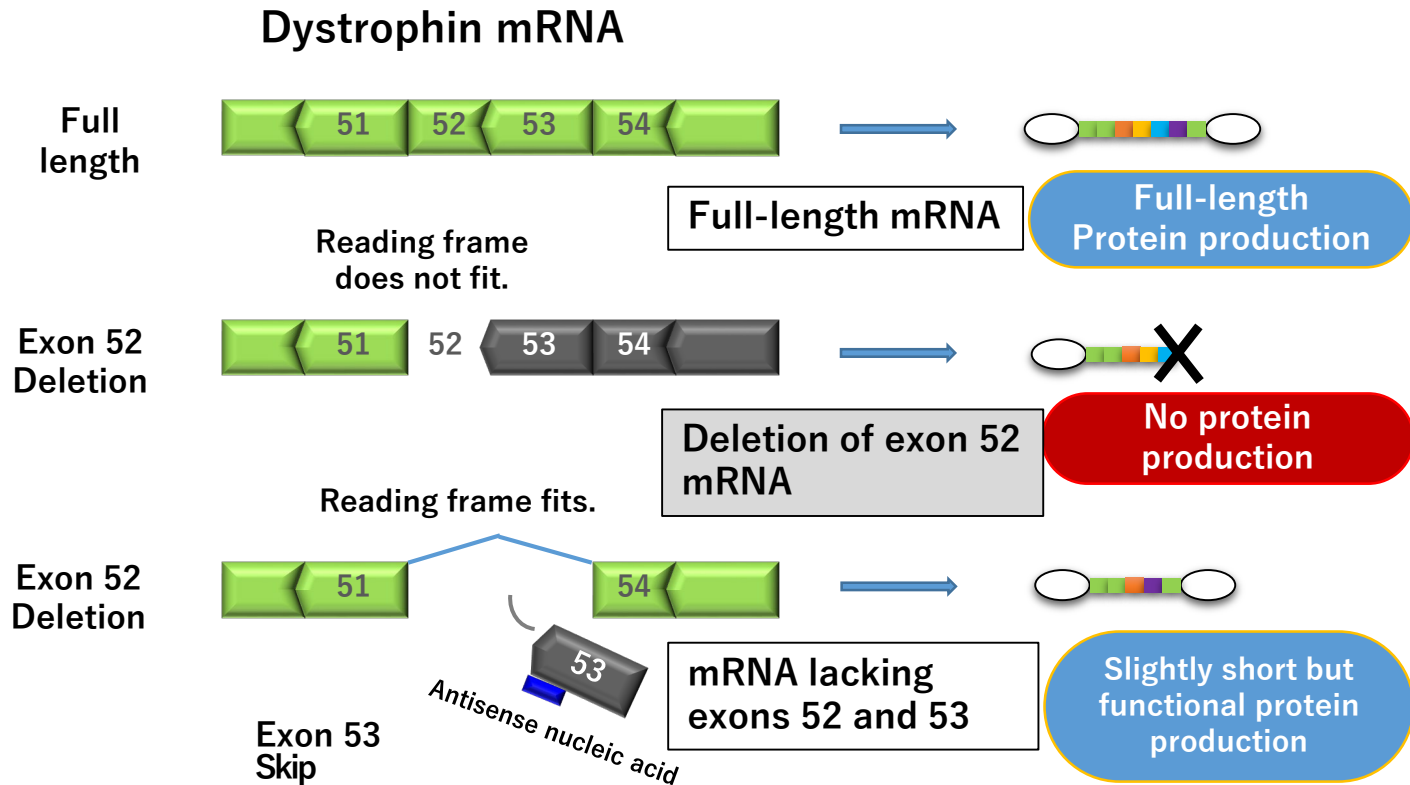 Dystrophin mRNA
Full
length
51
52
53
54
Full-length mRNA
Full-length
Protein production
Reading frame
does not fit.
Exon 52
Deletion
51
52
53
54
Deletion of exon 52
mRNA
No protein
production
Reading frame fits.
Exon 52
Deletion
51
54
53
Antisense nucleic acid
Exon 53
Skip
mRNA lacking
exons 52 and 53
Slightly short but
functional protein
production